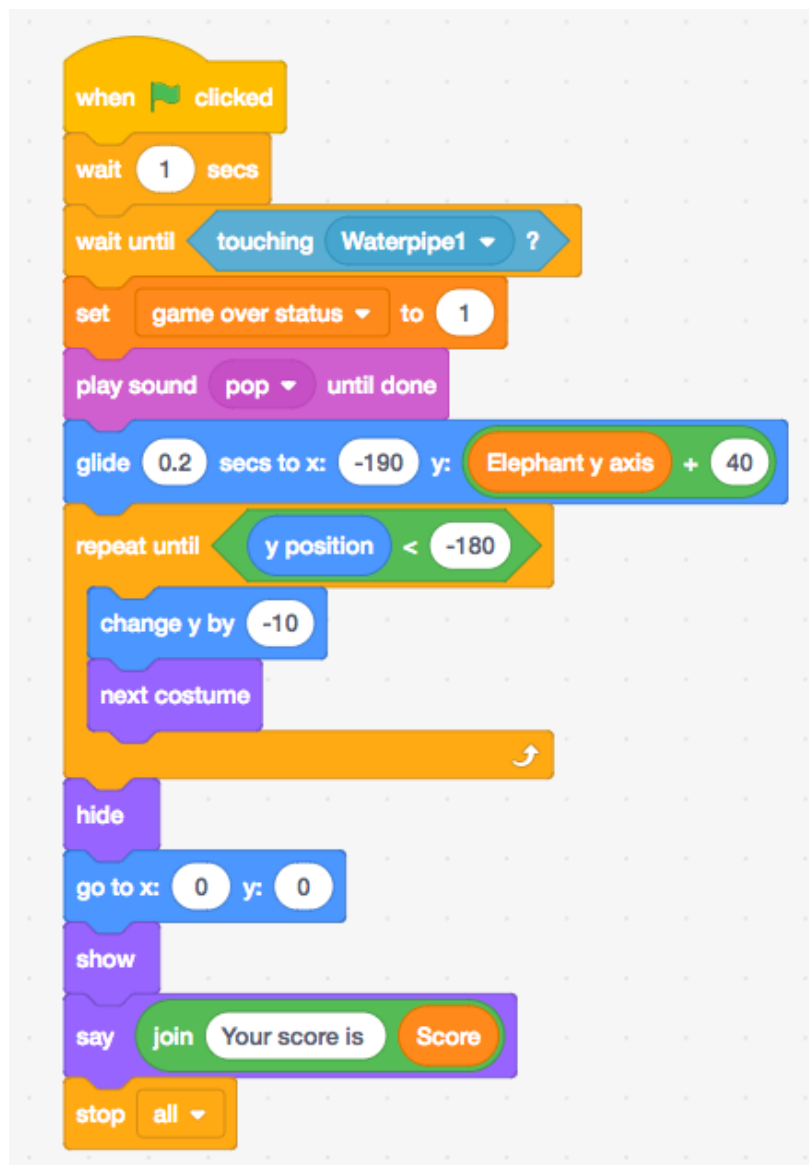 when clicked
wait 1 secs
wait until touching Waterpipe1 ?
set game over status to 1
play sound pop until done
glide 0.2 secs to x: -190 y: Elephant y axis + 40
repeat until y position < -180
change y by -10
next costume
hide
go to x: 0 y: 0
show
say join Your score is Score
stop all